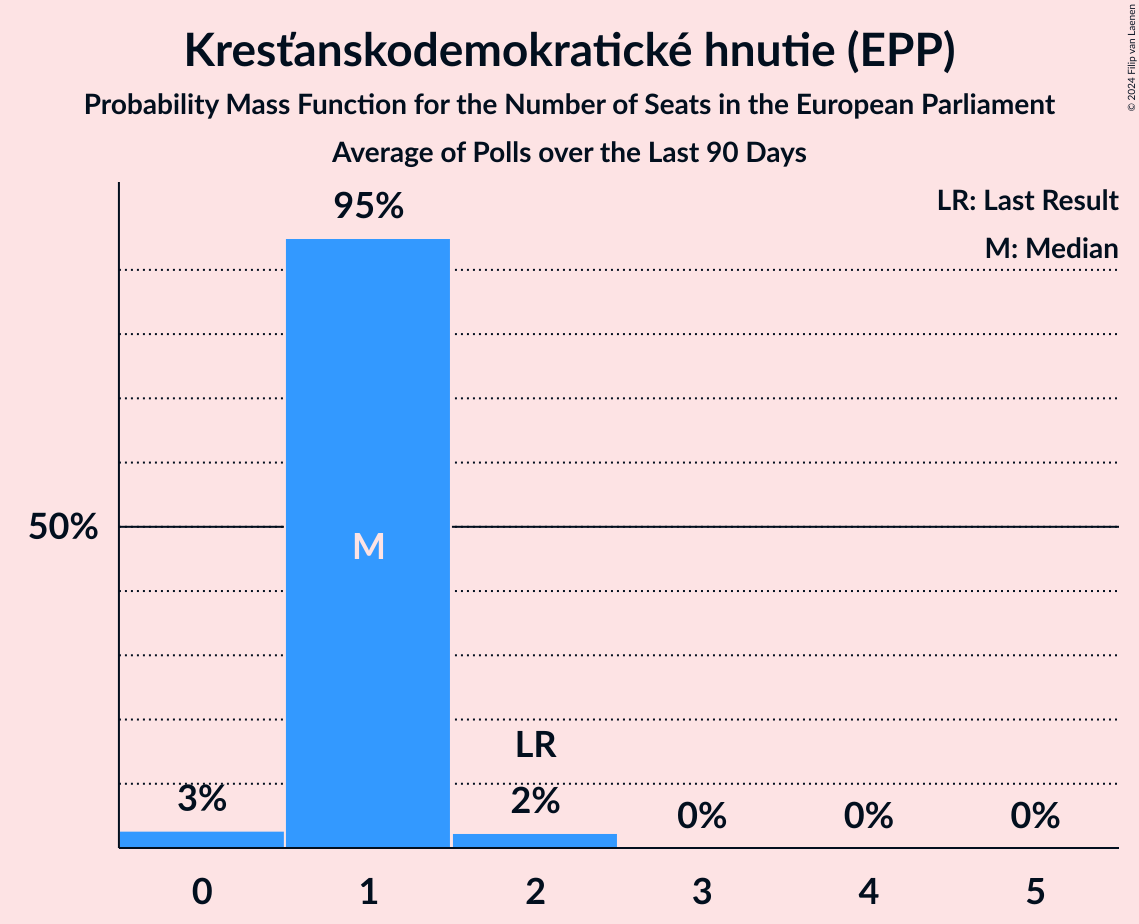 Kresťanskodemokratické hnutie (EPP)
Probability Mass Function for the Number of Seats in the European Parliament
Average of Polls over the Last 90 Days
© 2024 Filip van Laenen
LR: Last Result
M: Median
95%
50%
M
LR
3%
2%
0%
0%
0%
0
1
2
3
4
5